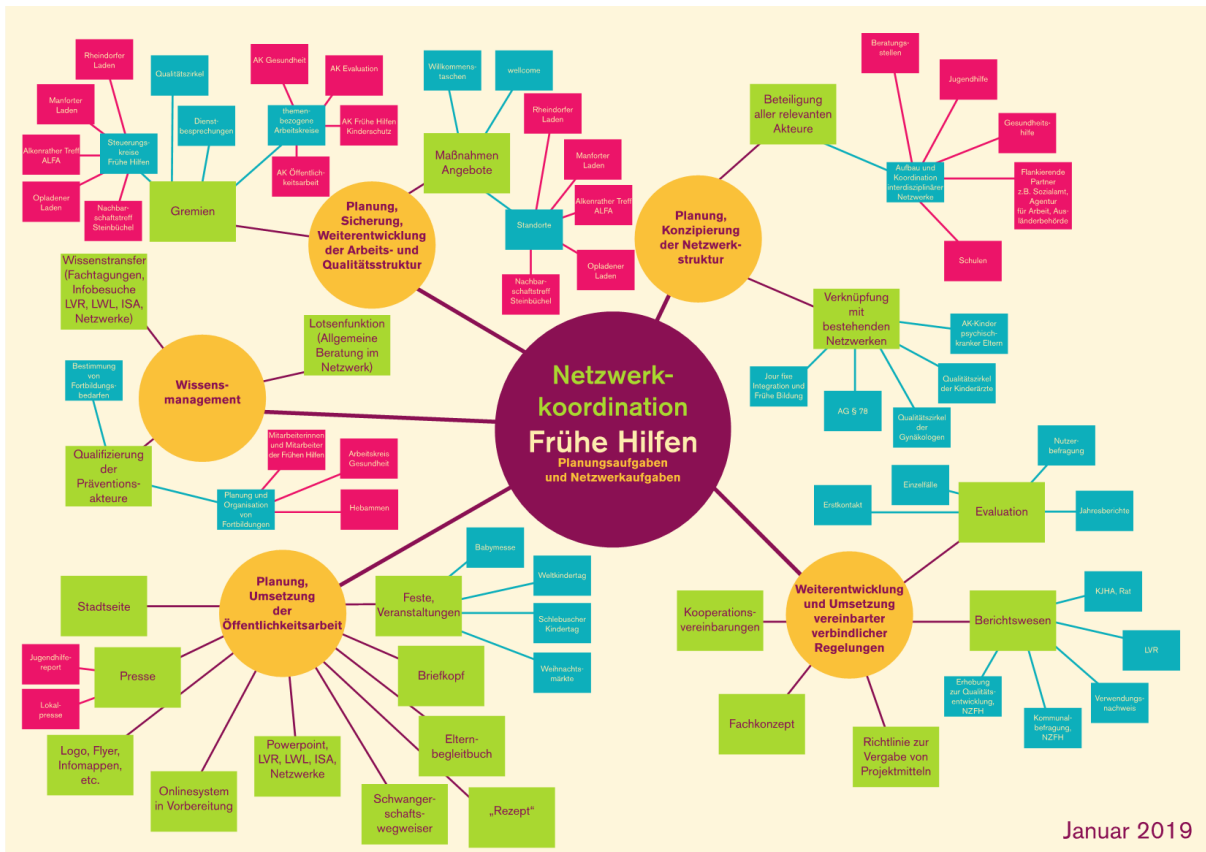 Netzwerk-
koordination
Frühe Hilfen
Planungsaufgaben
und Netzwerkaufgaben
Planung,
Sicherung,
Weiterentwicklung
der Arbeits- und
Qualitätsstruktur
Gremien
Steuerungs-
kreise
Frühe Hilfen
Rheindorfer
Laden
Manforter
Laden
Alkenrather Treff
ALFA
Opladener
Laden
Nachbar-
schaftstreff
Steinbüchel
Qualitätszirkel
Dienst-
besprechungen
themen-
bezogene
Arbeitskreise
AK Gesundheit
AK Evaluation
AK Frühe Hilfen
Kinderschutz
AK Öffentlich-
keitsarbeit
Maßnahmen
Angebote
Willkommens-
taschen
wellcome
Standorte
Rheindorfer
Laden
Manforter
Laden
Alkenrather Treff
ALFA
Opladener
Laden
Nachbar-
schaftstreff
Steinbüchel
Planung,
Konzipierung
der Netzwerk-
struktur
Beteiligung
aller relevanten
Akteure
Aufbau und
Koordination
interdisziplinärer
Netzwerke
Beratungs-
stellen
Jugendhilfe
Gesundheits-
hilfe
Flankierende
Partner
z.B. Sozialamt,
Agentur
für Arbeit, Aus-
länderbehörde
Schulen
Verknüpfung
mit
bestehenden
Netzwerken
AK-Kinder
psychisch-
kranker Eltern
Qualitätszirkel
der Kinderärzte
Qualitätszirkel
der
Gynäkologen
AG § 78
Jour fixe
Integration und
Frühe Bildung
Wissens-
management
Wissenstransfer
(Fachtagungen,
Infobesuche
LVR, LWL, ISA,
Netzwerke)
Lotsenfunktion
(Allgemeine
Beratung im
Netzwerk)
Qualifizierung
der
Präventions-
akteure
Bestimmung
von
Fortbildungs-
bedarfen
Planung und
Organisation
von
Fortbildungen
Mitarbeiterinnen
und Mitarbeiter
der Frühen Hilfen
Arbeitskreis
Gesundheit
Hebammen
Planung,
Umsetzung
der
Öffentlichkeitsarbeit
Stadtseite
Presse
Jugendhilfe-
report
Lokal-
presse
Logo, Flyer,
Infomappen,
etc.
Onlinesystem
in Vorbereitung
Powerpoint,
LVR, LWL, ISA,
Netzwerke
Schwanger-
schafts-
wegweiser
„Rezept“
Eltern-
begleitbuch
Briefkopf
Feste,
Veranstaltungen
Babymesse
Weltkindertag
Schlebuscher
Kindertag
Weihnachts-
märkte
Weiterentwicklung
und Umsetzung
vereinbarter
verbindlicher
Regelungen
Evaluation
Nutzer-
befragung
Einzelfälle
Erstkontakt
Jahresberichte
Berichtswesen
KJHA, Rat
LVR
Verwondungs-
nachweis
Kommunal-
befragung,
NZFH
Erhebung
zur Qualitäts-
entwicklung,
NZFH
Kooperations-
vereinbarungen
Fachkonzept
Richtlinie zur
Vergabe von
Projektmitteln
Januar 2019